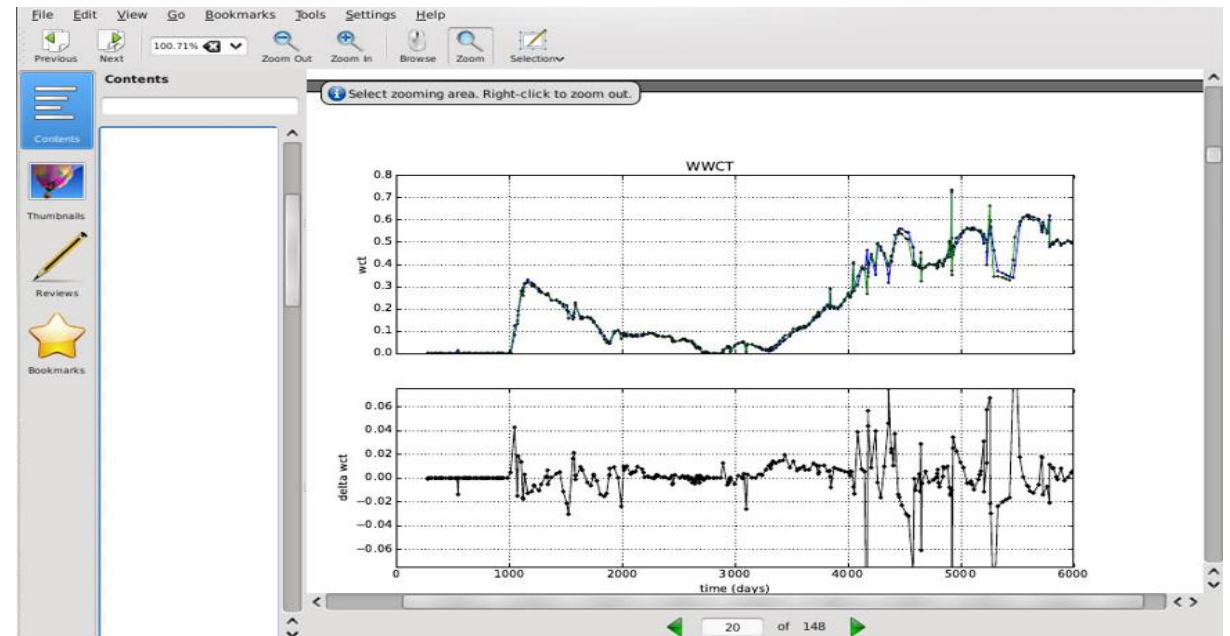 File Edit View Go Bookmarks Tools Settings Help
Previous Next 100.71% Zoom Out Zoom In Browse Zoom Selection
Contents
Contents
Thumbnails
Reviews
Bookmarks
Select zooming area. Right-click to zoom out.
WWCT
0.8
0.7
0.6
0.5
0.4
0.3
0.2
0.1
0.0
wct
0.06
0.04
0.02
0.00
−0.02
−0.04
−0.06
delta wct
0 1000 2000 3000 4000 5000 6000
time (days)
20 of 148